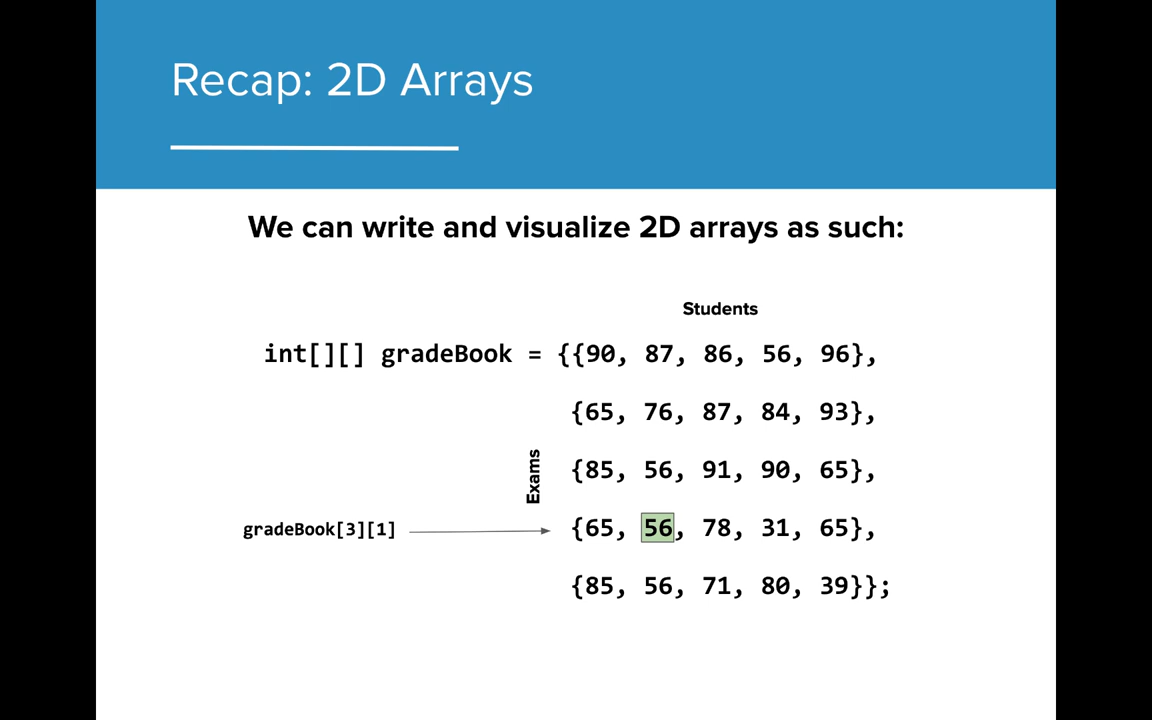 Recap: 2D Arrays
We can write and visualize 2D arrays as such:
Students
int[][] gradeBook = {{90, 87, 86, 56, 96},
{65, 76, 87, 84, 93},
Exams
{85, 56, 91, 90, 65},
gradeBook[3][1]
{65, 56, 78, 31, 65},
{85, 56, 71, 80, 39}};